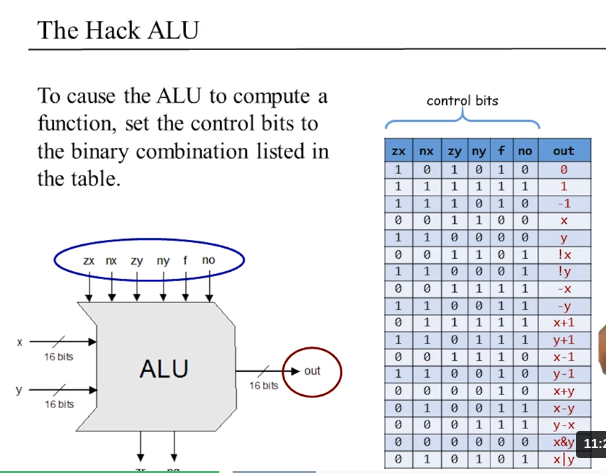 The Hack ALU
To cause the ALU to compute a
function, set the control bits to
the binary combination listed in
the table.
zx nx zy ny f no
x
16 bits
y
16 bits
ALU
16 bits
out
control bits
zx nx zy ny f no out
1 0 1 0 1 0 0
1 1 1 1 1 1 1
1 1 1 0 1 0 -1
0 0 1 1 0 0 x
1 1 0 0 0 0 y
0 0 1 1 0 1 !x
1 1 0 0 0 1 !y
0 0 1 1 1 1 -x
1 1 0 0 1 1 -y
0 1 1 1 1 1 x+1
1 1 0 1 1 1 y+1
0 0 1 1 1 0 x-1
1 1 0 0 1 0 y-1
0 0 0 0 1 0 x+y
0 1 0 0 1 1 x-y
0 0 0 1 1 1 y-x
0 0 0 0 0 0 x&y
0 1 0 1 0 1 x|y